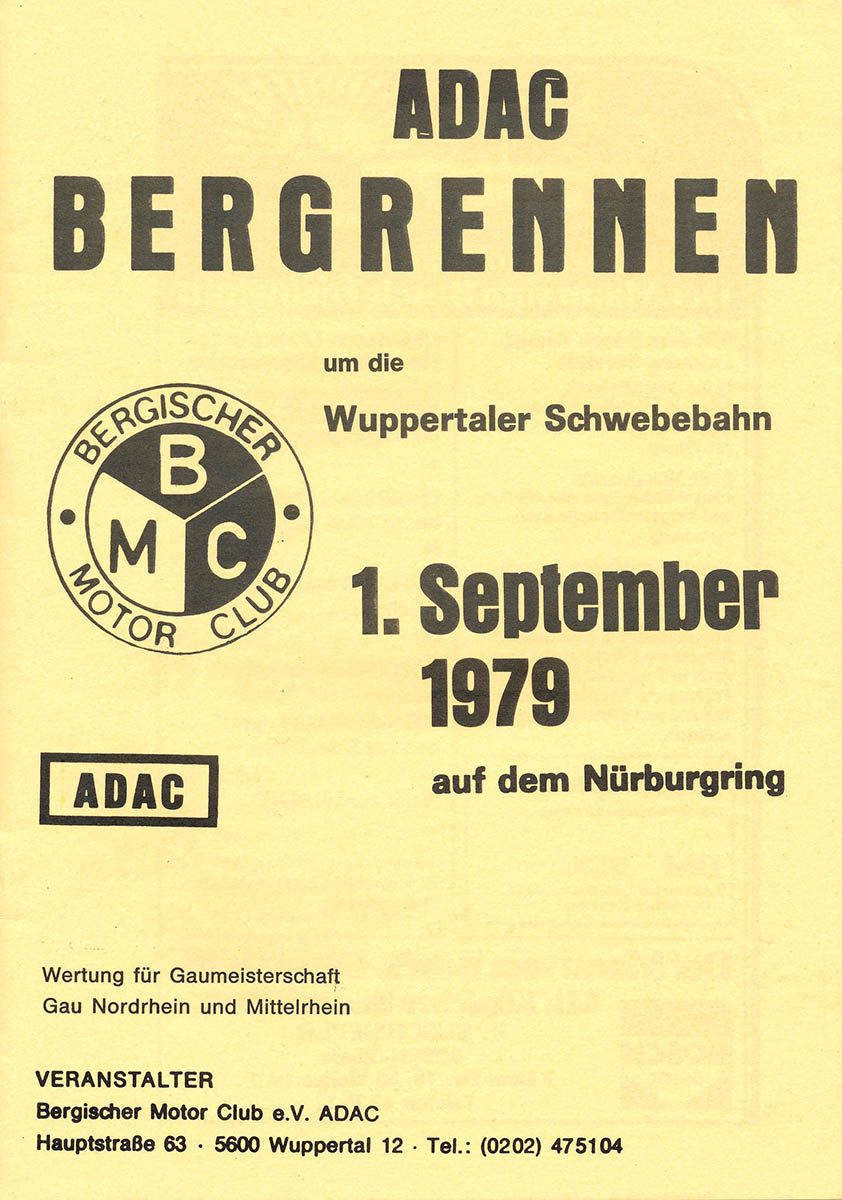 ADAC
BERGRENNEN
um die
Wuppertaler Schwebebahn
BERGISCHER
B
M C
MOTOR CLUB
1. September
1979
auf dem Nürburgring
ADAC
Wertung für Gaumeisterschaft
Gau Nordrhein und Mittelrhein
VERANSTALTER
Bergischer Motor Club e.V. ADAC
Hauptstraße 63 · 5600 Wuppertal 12 · Tel.: (0202) 475104